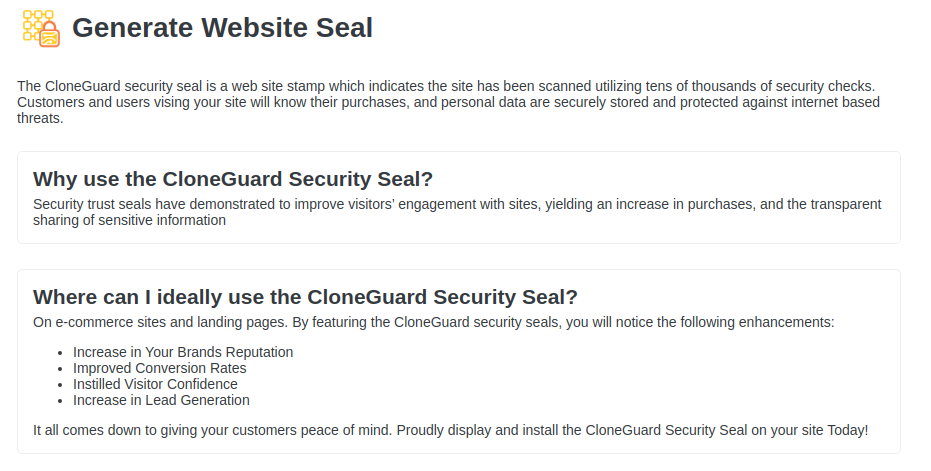 Generate Website Seal
The CloneGuard security seal is a web site stamp which indicates the site has been scanned utilizing tens of thousands of security checks.
Customers and users vising your site will know their purchases, and personal data are securely stored and protected against internet based
threats.
Why use the CloneGuard Security Seal?
Security trust seals have demonstrated to improve visitors’ engagement with sites, yielding an increase in purchases, and the transparent
sharing of sensitive information
Where can I ideally use the CloneGuard Security Seal?
On e-commerce sites and landing pages. By featuring the CloneGuard security seals, you will notice the following enhancements:
• Increase in Your Brands Reputation
• Improved Conversion Rates
• Instilled Visitor Confidence
• Increase in Lead Generation
It all comes down to giving your customers peace of mind. Proudly display and install the CloneGuard Security Seal on your site Today!